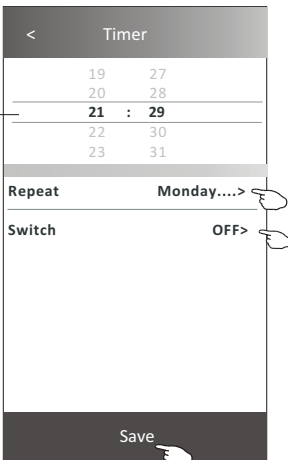 < Timer
19 27
20 28
21 : 29
22 30
23 31
Repeat Monday....>
Switch OFF>
Save